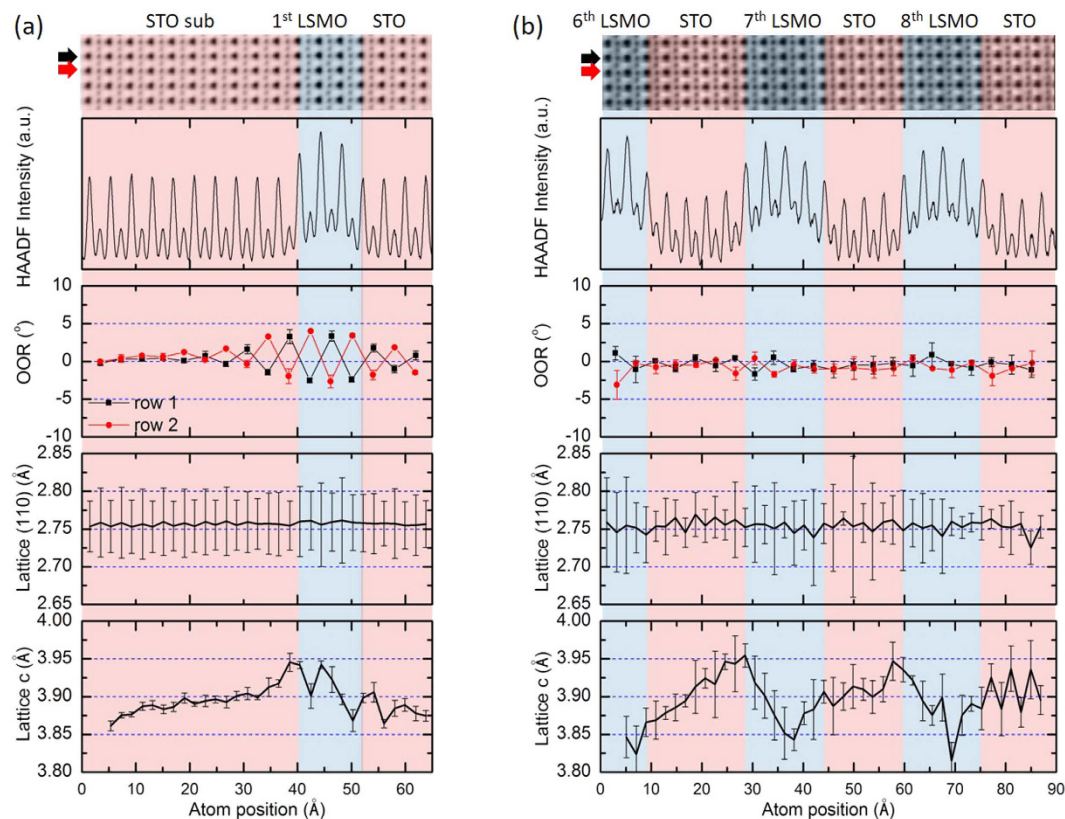 (a) STO sub 1st LSMO STO
HAADF Intensity (a.u.)
OOR (°)
10
5
0
-5
-10
row 1
row 2
Lattice (110) (Å)
2.85
2.80
2.75
2.70
2.65
Lattice c (Å)
4.00
3.95
3.90
3.85
3.80
0 10 20 30 40 50 60
Atom position (Å)
(b) 6th LSMO STO 7th LSMO STO 8th LSMO STO
HAADF Intensity (a.u.)
OOR (°)
10
5
0
-5
-10
Lattice (110) (Å)
2.85
2.80
2.75
2.70
2.65
Lattice c (Å)
4.00
3.95
3.90
3.85
3.80
0 10 20 30 40 50 60 70 80 90
Atom position (Å)